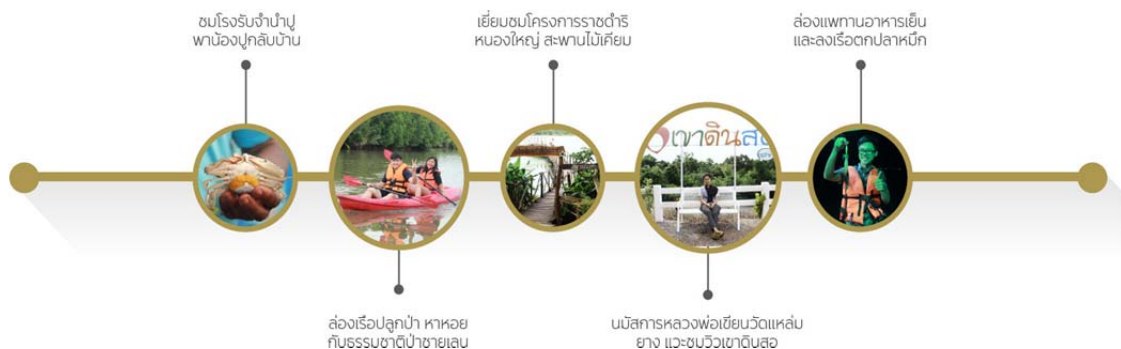 ชมโรงรับจำนำปู
พาน้องปูกลับบ้าน
ล่องเรือปลูกป่า หาหอย
กับธรรมชาติป่าชายเลน
เยี่ยมชมโครงการราชดำริ
หนองใหญ่ สะพานไม้เคียม
เขาดินสอ
นมัสการหลวงพ่อเขียนวัดแหล่ม
ยาง แวะชมวิวเขาดินสอ
ล่องแพทานอาหารเย็น
และลงเรือตกปลาหมึก